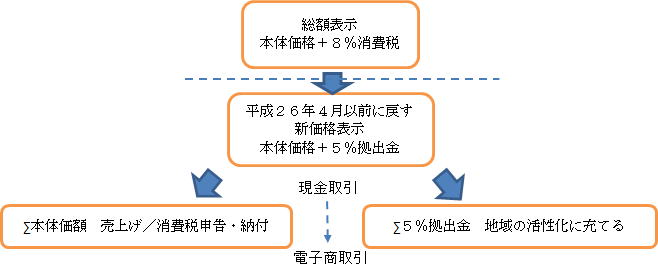 総額表示
本体価格＋８％消費税
平成２６年４月以前に戻す
新価格表示
本体価格＋５％拠出金
現金取引
∑本体価額　売上げ／消費税申告・納付
∑５％拠出金　地域の活性化に充てる
電子商取引